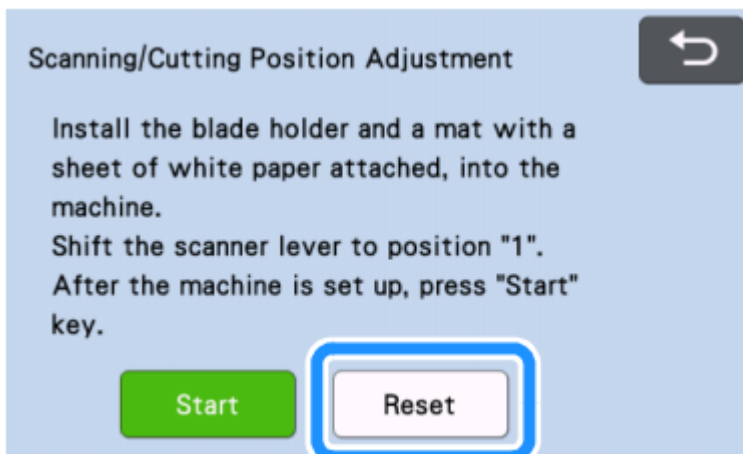 Scanning/Cutting Position Adjustment
Install the blade holder and a mat with a
sheet of white paper attached, into the
machine.
Shift the scanner lever to position "1".
After the machine is set up, press "Start"
key.
Start
Reset